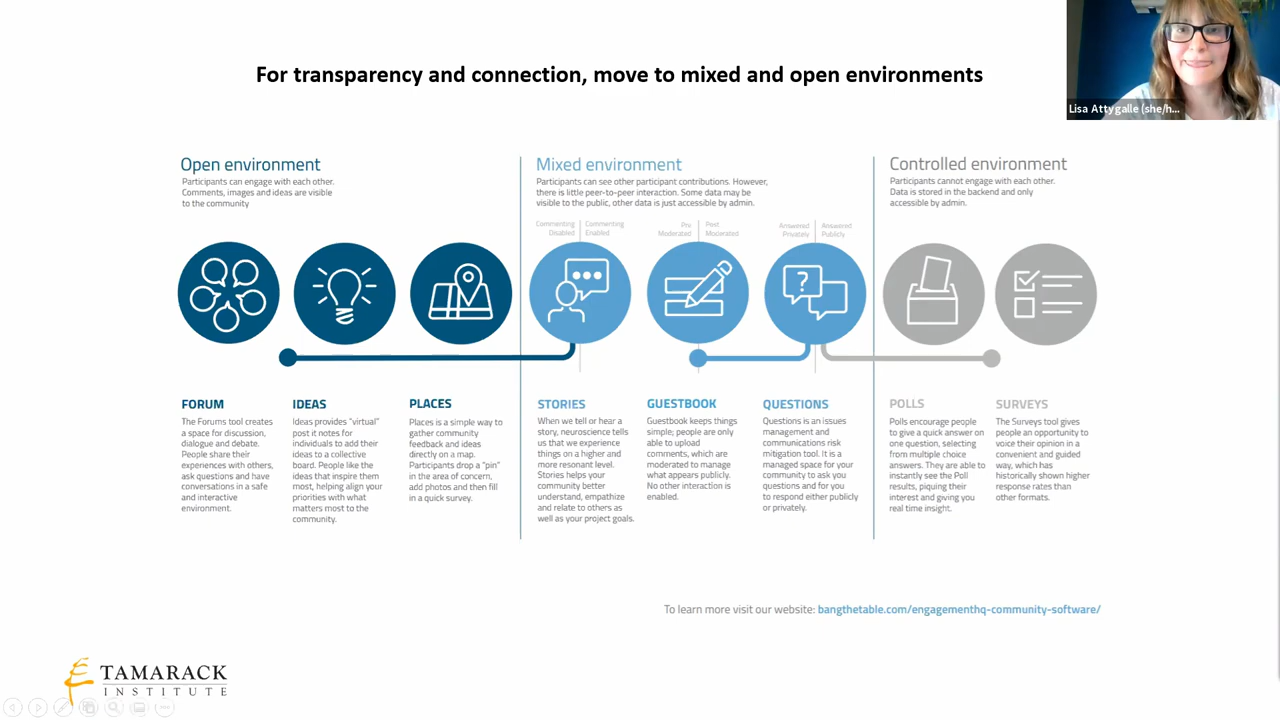 For transparency and connection, move to mixed and open environments
Lisa Attygalle (she/h...
Open environment
Participants can engage with each other.
Comments, images and ideas are visible
to the community
Mixed environment
Participants can see other participant contributions. However,
there is little peer-to-peer interaction. Some data may be
visible to the public, other data is just accessible by admin.
Controlled environment
Participants cannot engage with each other.
Data is stored in the backend and only
accessible by admin.
Commenting
Disabled
Commenting
Enabled
Pre
Moderated
Post
Moderated
Answered
Privately
Answered
Publicly
?
FORUM
The Forums tool creates
a space for discussion,
dialogue and debate.
People share their
experiences with others,
ask questions and have
conversations in a safe
and interactive
environment.
IDEAS
Ideas provides "virtual"
post it notes for
individuals to add their
ideas to a collective
board. People like the
ideas that inspire them
most, helping align your
priorities with what
matters most to the
community.
PLACES
Places is a simple way to
gather community
feedback and ideas
directly on a map.
Participants drop a "pin"
in the area of concern,
add photos and then fill
in a quick survey.
STORIES
When we tell or hear a
story, neuroscience tells
us that we experience
things on a higher and
more resonant level.
Stories helps your
community better
understand, empathize
and relate to others as
well as your project goals.
GUESTBOOK
Guestbook keeps things
simple; people are only
able to upload
comments, which are
moderated to manage
what appears publicly.
No other interaction is
enabled.
QUESTIONS
Questions is an issues
management and
communications risk
mitigation tool. It is a
managed space for your
community to ask you
questions and for you
to respond either publicly
or privately.
POLLS
Polls encourage people
to give a quick answer on
one question, selecting
from multiple choice
answers. They are able to
instantly see the Poll
results, piquing their
interest and giving you
real time insight.
SURVEYS
The Surveys tool gives
people an opportunity to
voice their opinion in a
convenient and guided
way, which has
historically shown higher
response rates than
other formats.
To learn more visit our website: bangthetable.com/engagementhq-community-software/
TAMARACK
INSTITUTE